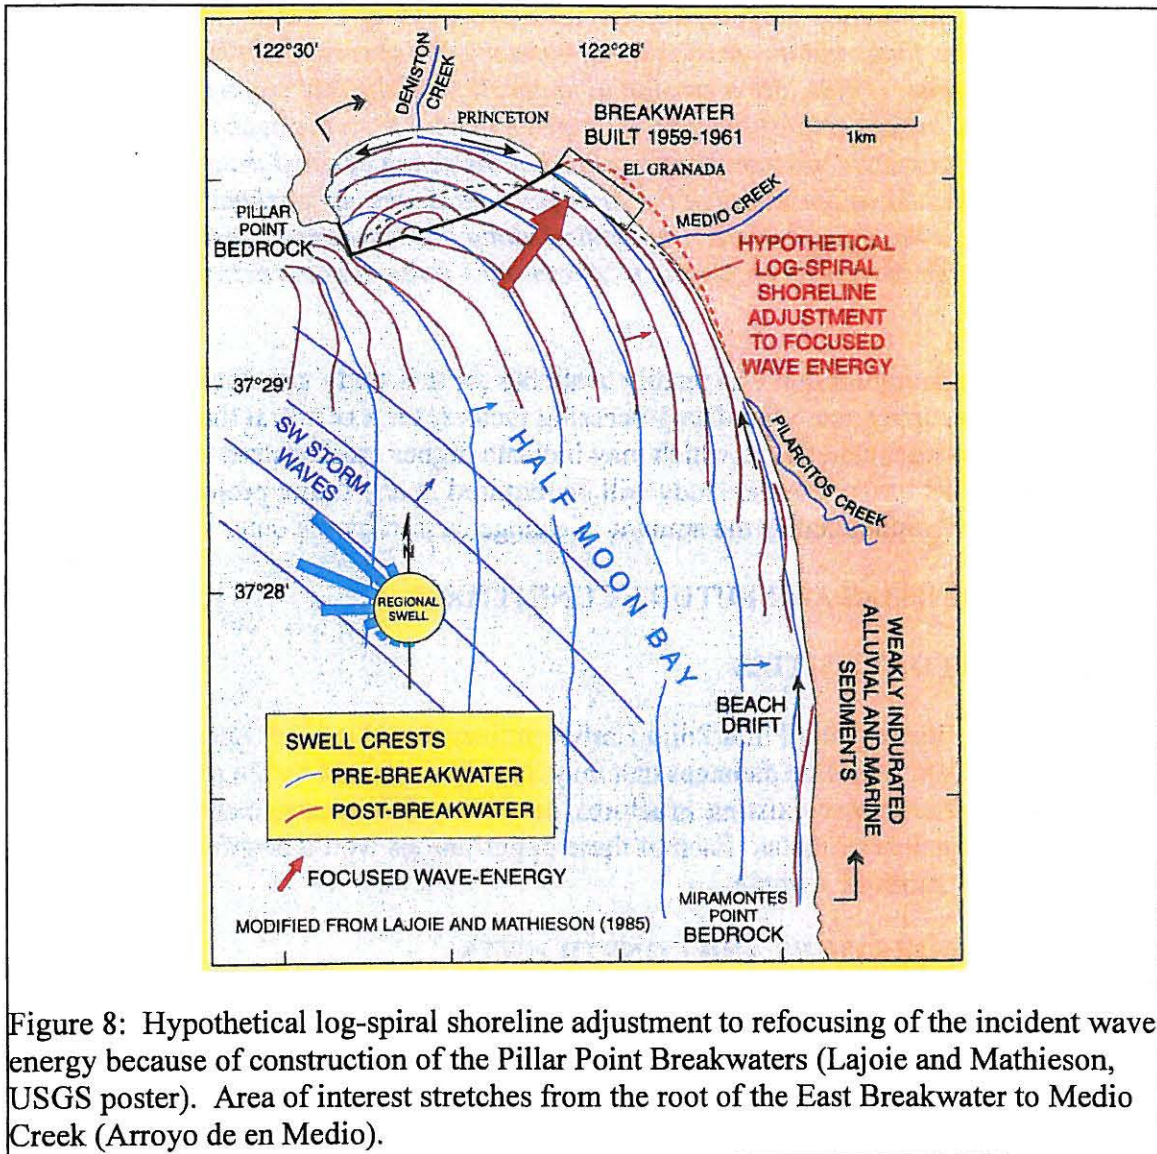 122°30'
122°28'
DENISTON
CREEK
PRINCETON
BREAKWATER
BUILT 1959-1961
1km
EL GRANADA
MEDIO CREEK
PILLAR
POINT
BEDROCK
HYPOTHETICAL
LOG-SPIRAL
SHORELINE
ADJUSTMENT
TO FOCUSED
WAVE ENERGY
37°29'
SW STORM
WAVES
HALF MOON BAY
PILARCITOS CREEK
N
37°28'
REGIONAL
SWELL
WEAKLY INDURATED
ALLUVIAL AND MARINE
SEDIMENTS
BEACH
DRIFT
SWELL CRESTS
PRE-BREAKWATER
POST-BREAKWATER
FOCUSED WAVE-ENERGY
MODIFIED FROM LAJOIE AND MATHIESON (1985)
MIRAMONTES
POINT
BEDROCK
Figure 8: Hypothetical log-spiral shoreline adjustment to refocusing of the incident wave
energy because of construction of the Pillar Point Breakwaters (Lajoie and Mathieson,
USGS poster). Area of interest stretches from the root of the East Breakwater to Medio
Creek (Arroyo de en Medio).